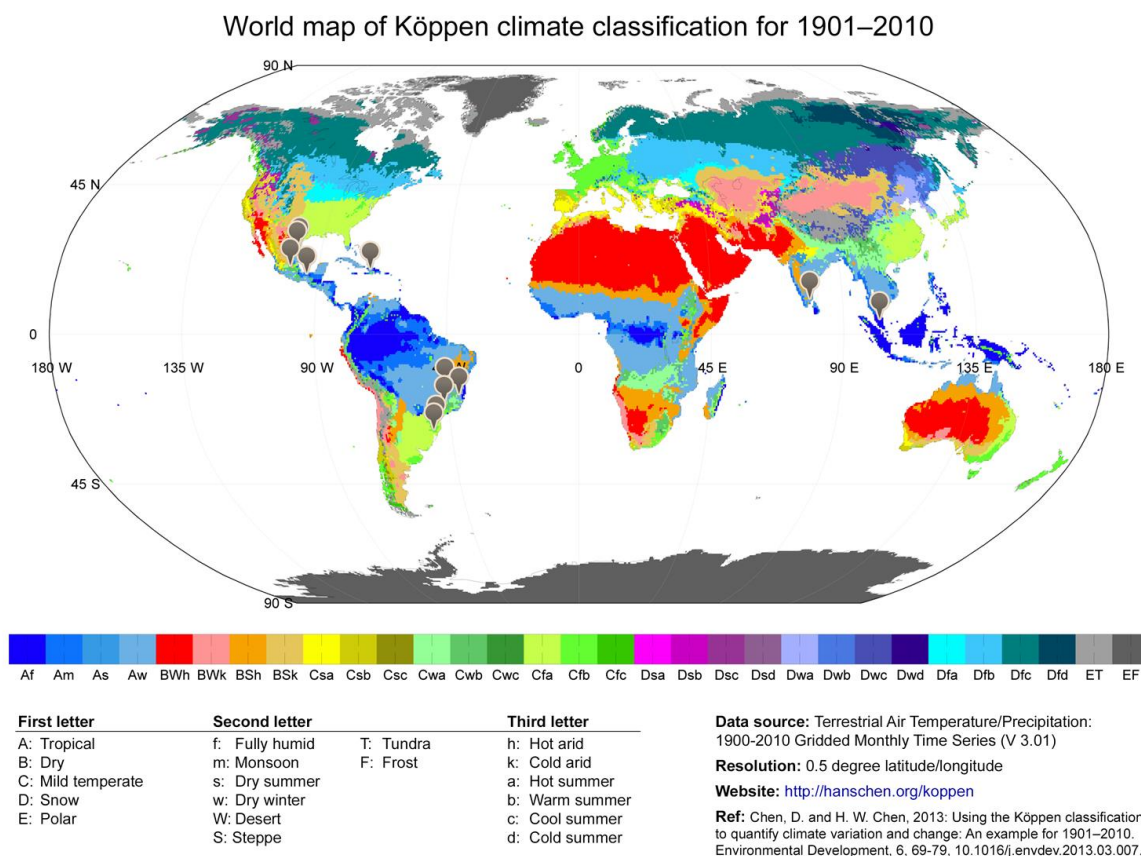 World map of Köppen climate classification for 1901–2010
90 N
45 N
0
180 W 135 W 90 W 0 45 E 90 E 135 E 180 E
45 S
90 S
Af Am As Aw BWh BWk BSh BSk Csa Csb Csc Cwa Cwb Cwc Cfa Cfb Cfc Dsa Dsb Dsc Dsd Dwa Dwb Dwc Dwd Dfa Dfb Dfc Dfd ET EF
First letter
A: Tropical
B: Dry
C: Mild temperate
D: Snow
E: Polar
Second letter
f: Fully humid
m: Monsoon
s: Dry summer
w: Dry winter
W: Desert
S: Steppe
T: Tundra
F: Frost
Third letter
h: Hot arid
k: Cold arid
a: Hot summer
b: Warm summer
c: Cool summer
d: Cold summer
Data source: Terrestrial Air Temperature/Precipitation:
1900-2010 Gridded Monthly Time Series (V 3.01)
Resolution: 0.5 degree latitude/longitude
Website: http://hanschen.org/koppen
Ref: Chen, D. and H. W. Chen, 2013: Using the Köppen classification
to quantify climate variation and change: An example for 1901–2010.
Environmental Development, 6, 69-79, 10.1016/j.envdev.2013.03.007.